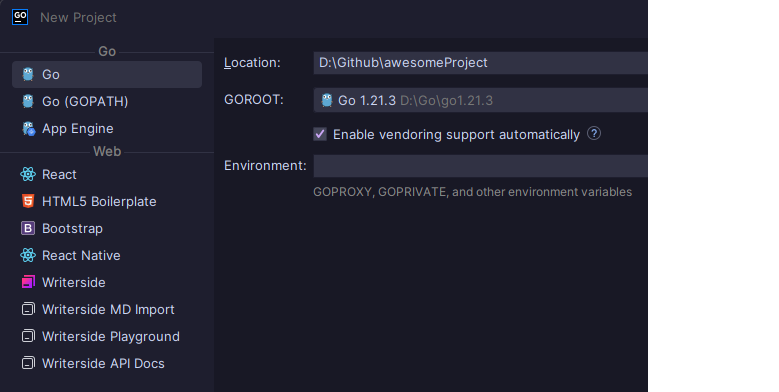 GO New Project
Go
Go
Go (GOPATH)
App Engine
Web
React
HTML5 Boilerplate
Bootstrap
React Native
Writerside
Writerside MD Import
Writerside Playground
Writerside API Docs
Location: D:\Github\awesomeProject
GOROOT: Go 1.21.3 D:\Go\go1.21.3
Enable vendoring support automatically ?
Environment:
GOPROXY, GOPRIVATE, and other environment variables